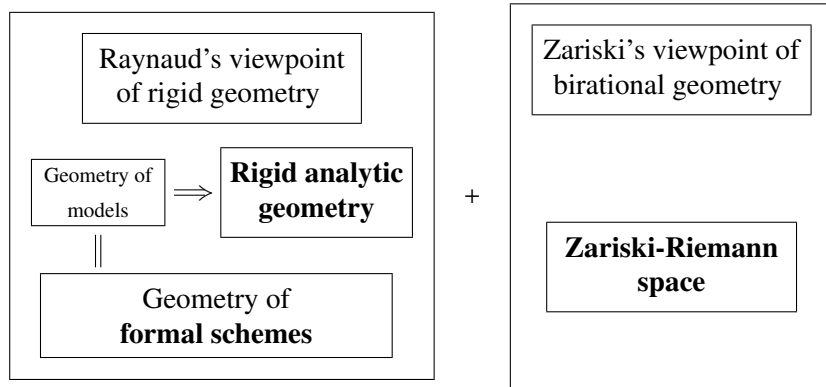 Raynaud's viewpoint
of rigid geometry
Geometry of
models
⇒
Rigid analytic
geometry
||
Geometry of
formal schemes
+
Zariski's viewpoint of
birational geometry
Zariski-Riemann
space